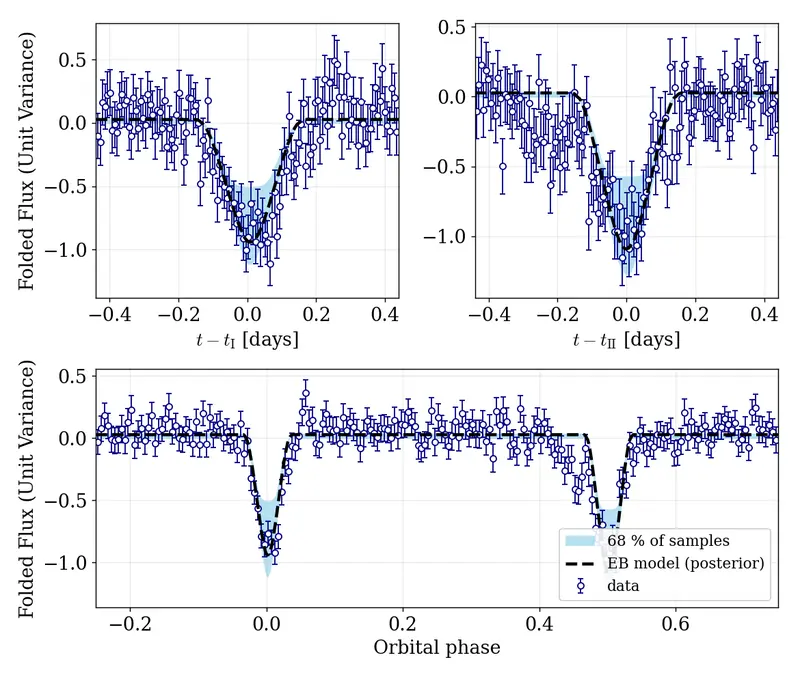 Folded Flux (Unit Variance)
0.5
0.0
−0.5
−1.0
−0.4 −0.2 0.0 0.2 0.4
t − t_I [days]
0.5
0.0
−0.5
−1.0
−0.4 −0.2 0.0 0.2 0.4
t − t_II [days]
Folded Flux (Unit Variance)
0.5
0.0
−0.5
−1.0
68 % of samples
EB model (posterior)
data
−0.2 0.0 0.2 0.4 0.6
Orbital phase